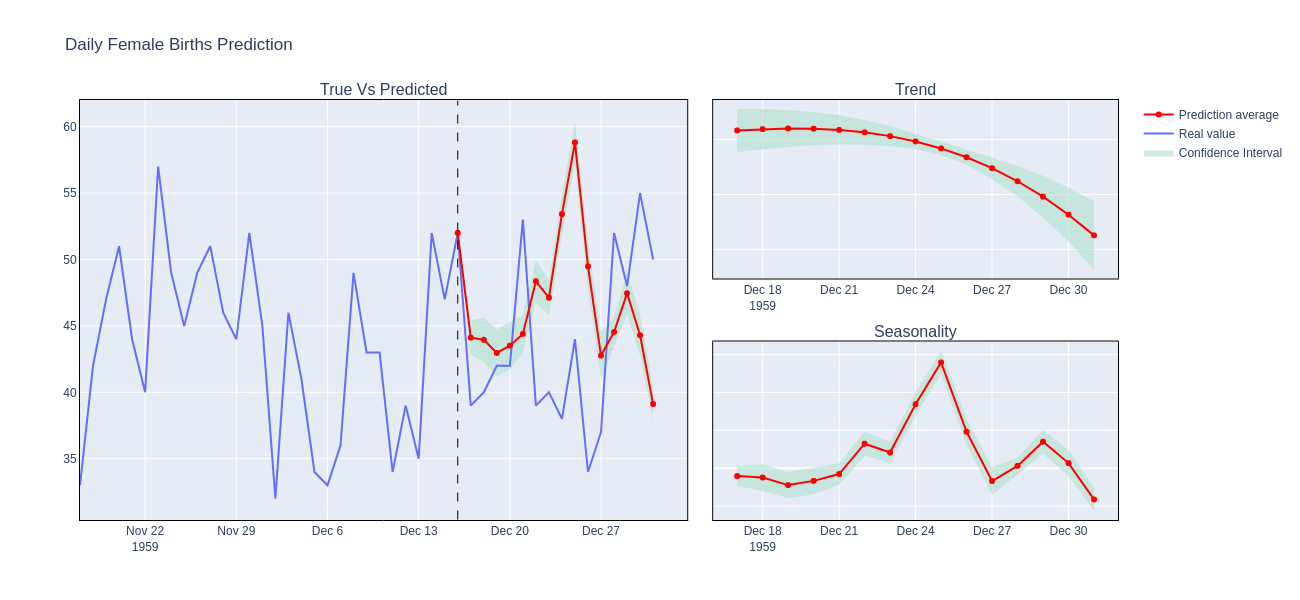 Daily Female Births Prediction
True Vs Predicted
60
55
50
45
40
35
Nov 22
1959
Nov 29
Dec 6
Dec 13
Dec 20
Dec 27
Trend
Dec 18
1959
Dec 21
Dec 24
Dec 27
Dec 30
Seasonality
Dec 18
1959
Dec 21
Dec 24
Dec 27
Dec 30
Prediction average
Real value
Confidence Interval